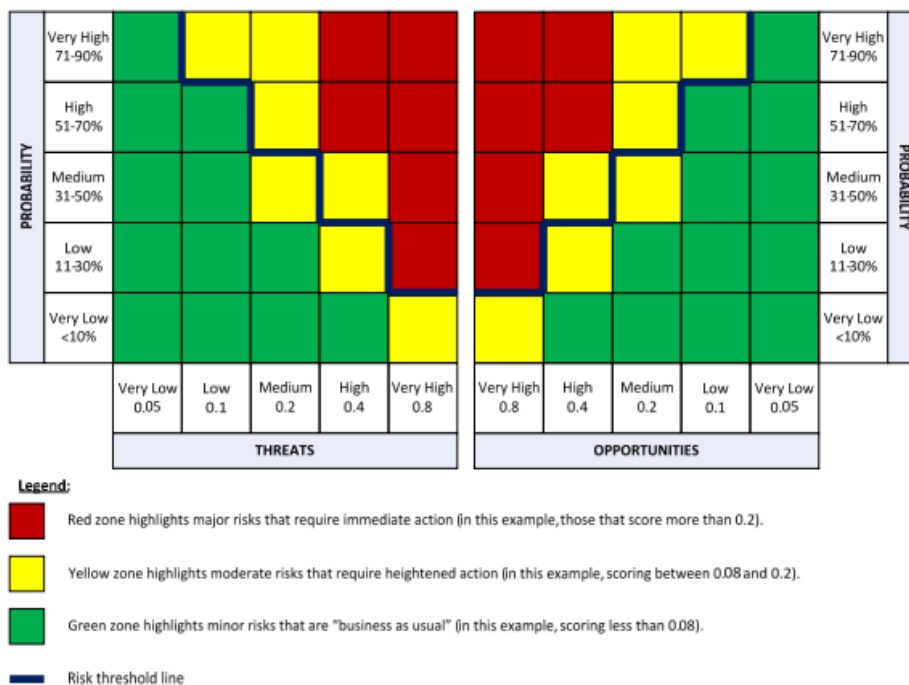 PROBABILITY
Very High
71-90%
High
51-70%
Medium
31-50%
Low
11-30%
Very Low
<10%
Very Low
0.05
Low
0.1
Medium
0.2
High
0.4
Very High
0.8
THREATS
Very High
0.8
High
0.4
Medium
0.2
Low
0.1
Very Low
0.05
OPPORTUNITIES
Very High
71-90%
High
51-70%
Medium
31-50%
Low
11-30%
Very Low
<10%
PROBABILITY
Legend:
Red zone highlights major risks that require immediate action (in this example, those that score more than 0.2).
Yellow zone highlights moderate risks that require heightened action (in this example, scoring between 0.08 and 0.2).
Green zone highlights minor risks that are “business as usual” (in this example, scoring less than 0.08).
Risk threshold line